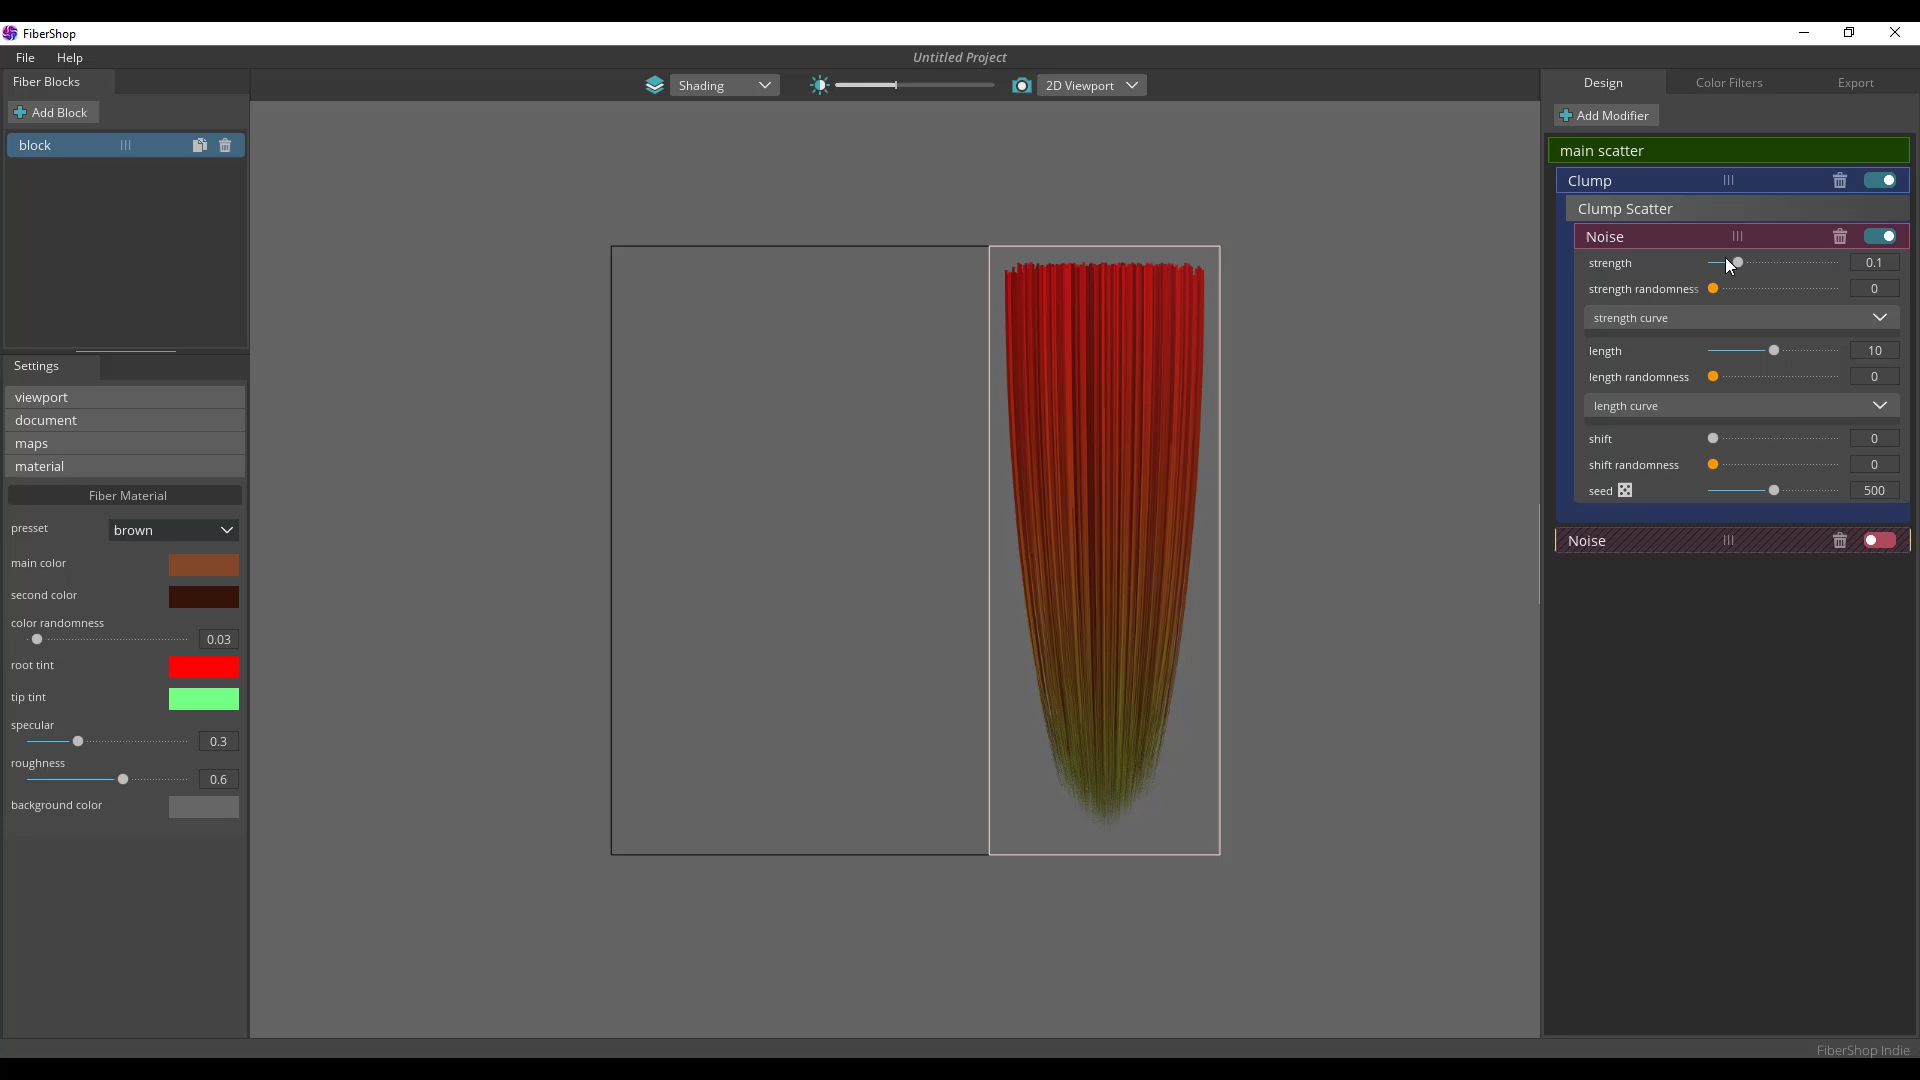 FiberShop
File Help
Untitled Project
Fiber Blocks
Shading
2D Viewport
Design Color Filters Export
Add Block
Add Modifier
block
main scatter
Clump
Clump Scatter
Noise
strength 0.1
strength randomness 0
strength curve
length 10
length randomness 0
length curve
shift 0
shift randomness 0
seed 500
Noise
Settings
viewport
document
maps
material
Fiber Material
presset brown
main color
second color
color randomness
0.03
root tint
tip tint
specular
0.3
roughness
0.6
background color
FiberShop Indie